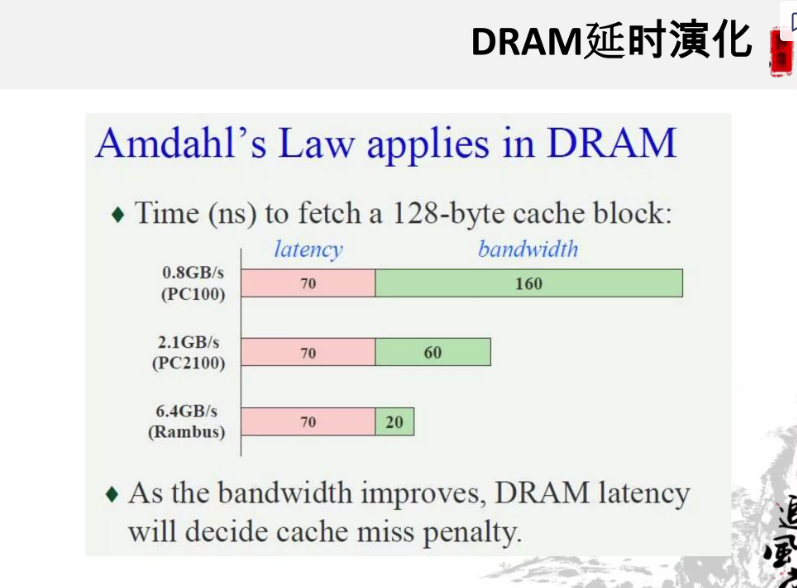 DRAM延时演化
Amdahl's Law applies in DRAM
♦ Time (ns) to fetch a 128-byte cache block:
latency bandwidth
0.8GB/s
(PC100)
70 160
2.1GB/s
(PC2100)
70 60
6.4GB/s
(Rambus)
70 20
♦ As the bandwidth improves, DRAM latency
will decide cache miss penalty.
追
風